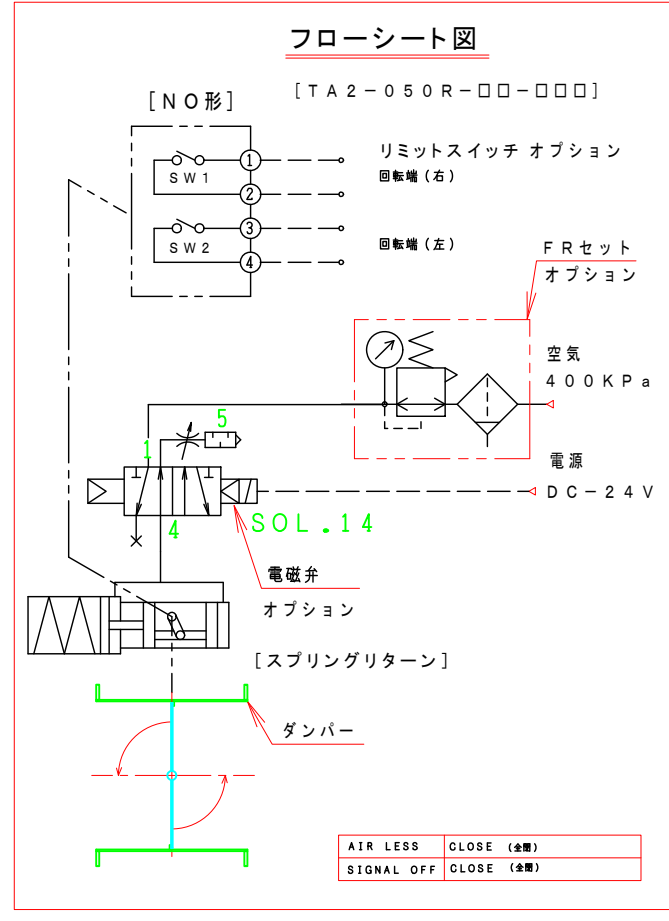 フローシート図
[TA2-050R-□□-□□□]
[NO形]
リミットスイッチ オプション
SW1
1
2
回転端(右)
SW2
3
4
回転端(左)
FRセット
オプション
空気
400KPa
電源
DC-24V
1
5
4
SOL.14
電磁弁
オプション
[スプリングリターン]
ダンパー
AIR LESS CLOSE (全閉)
SIGNAL OFF CLOSE (全閉)